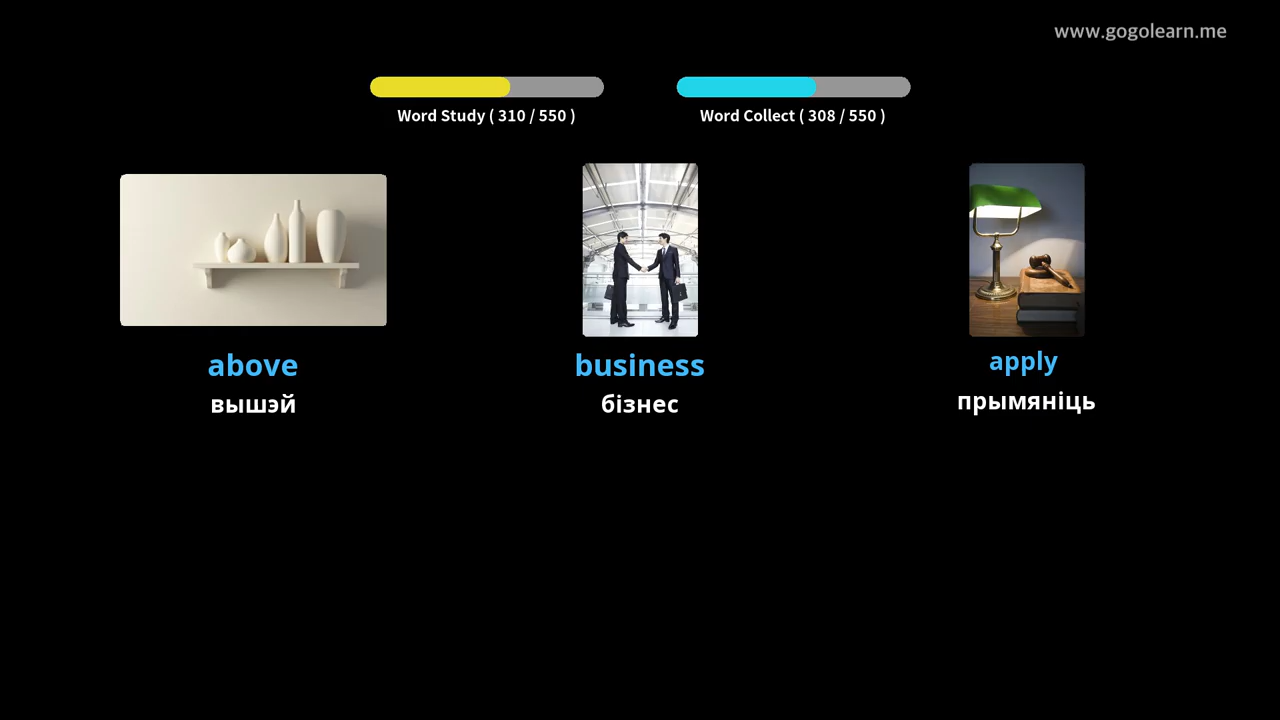 www.gogolearn.me
Word Study ( 310 / 550 )
Word Collect ( 308 / 550 )
above
вышэй
business
бізнес
apply
прымяніць